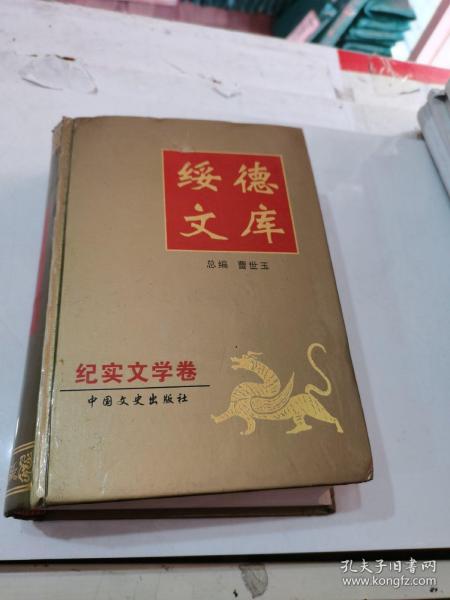 绥德
文库
总编 曹世玉
纪实文学卷
中国文史出版社
孔夫子旧书网
www.kongfz.com